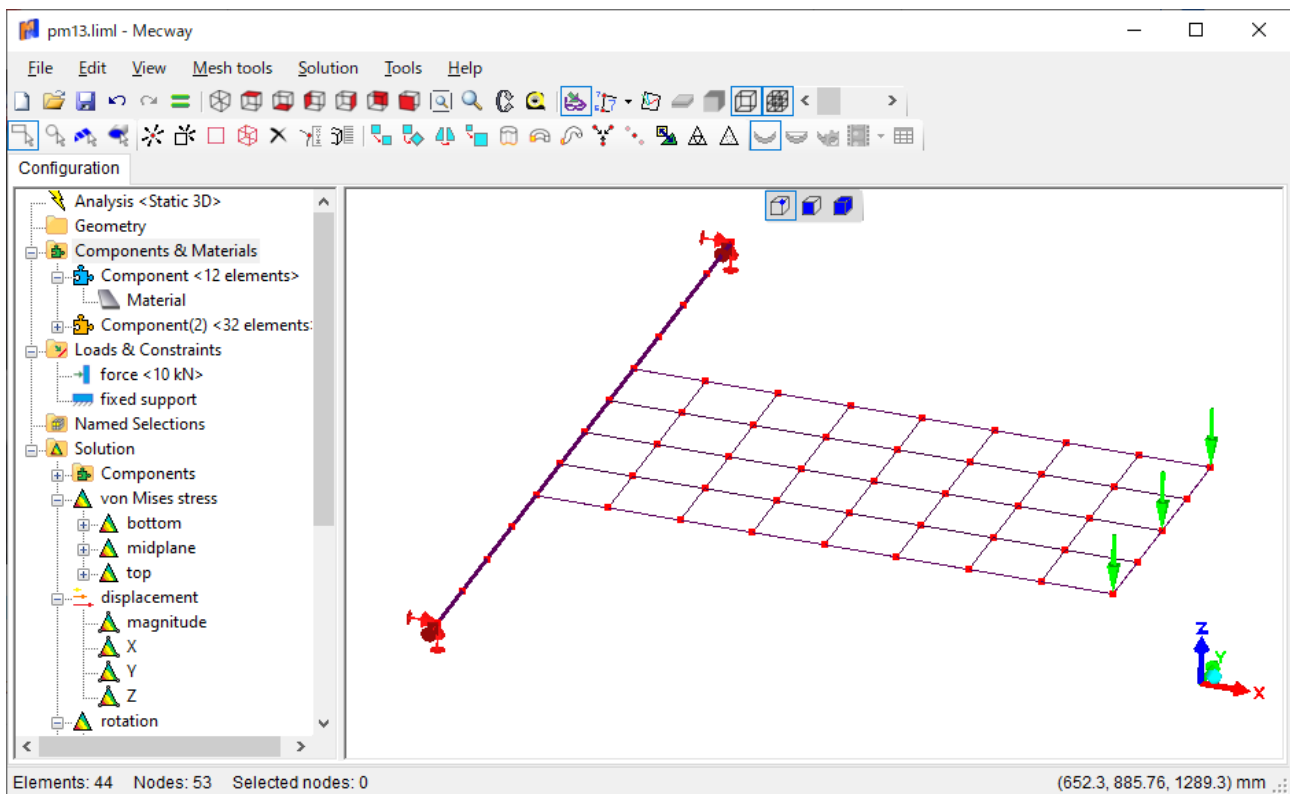 pm13.liml - Mecway
File Edit View Mesh tools Solution Tools Help
Configuration
Analysis <Static 3D>
Geometry
Components & Materials
Component <12 elements>
Material
Component(2) <32 elements
Loads & Constraints
force <10 kN>
fixed support
Named Selections
Solution
Components
von Mises stress
bottom
midplane
top
displacement
magnitude
X
Y
Z
rotation
Z
Y
X
Elements: 44 Nodes: 53 Selected nodes: 0 (652.3, 885.76, 1289.3) mm